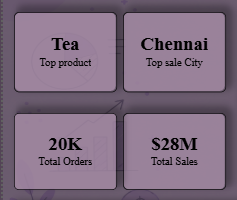 Tea
Top product
Chennai
Top sale City
20K
Total Orders
$28M
Total Sales